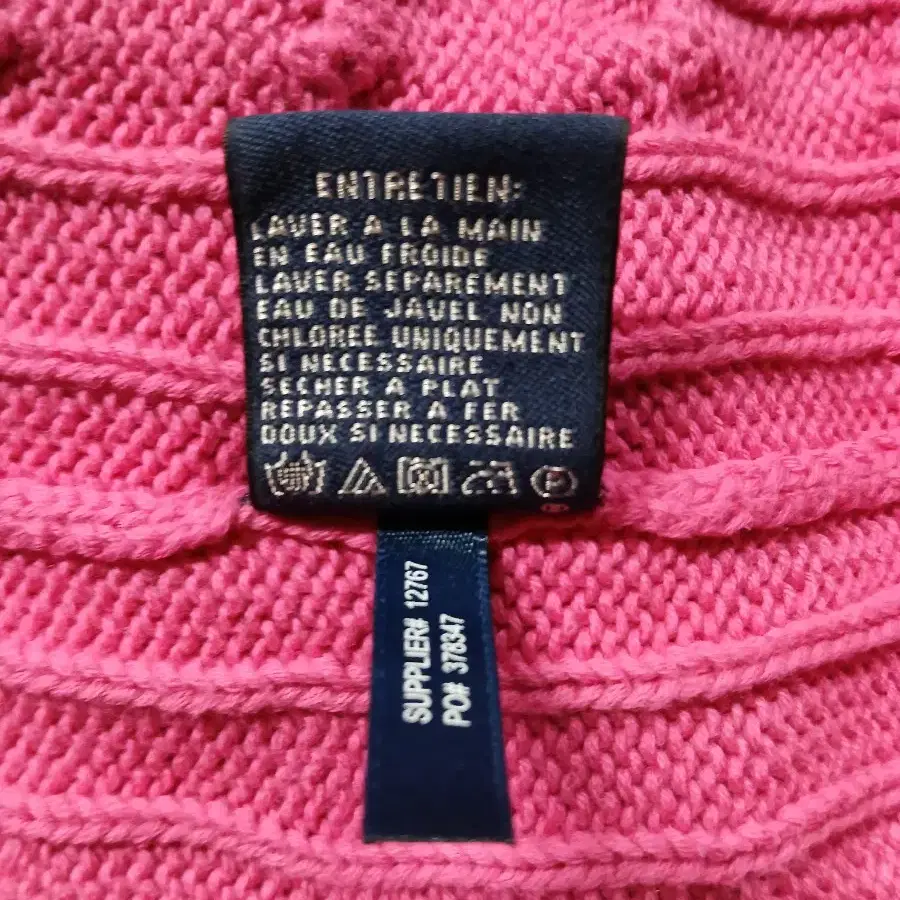 ENTRETIEN:
LAVER A LA MAIN
EN EAU FROIDE
LAVER SEPAREMENT
EAU DE JAVEL NON
CHLOREE UNIQUEMENT
SI NECESSAIRE
SECHER A PLAT
REPASSER A FER
DOUX SI NECESSAIRE
P
SUPPLIER# 12767
PO# 378347